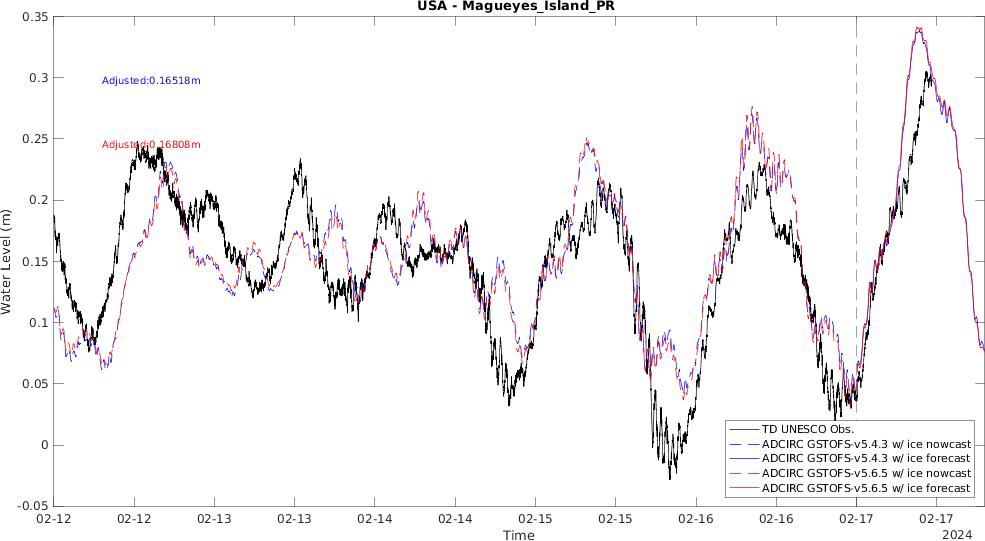 USA - Magueyes_Island_PR
0.35
0.3
0.25
0.2
0.15
0.1
0.05
0
-0.05
Water Level (m)
Adjusted:0.16518m
Adjusted:0.16808m
TD UNESCO Obs.
ADCIRC GSTOFS-v5.4.3 w/ ice nowcast
ADCIRC GSTOFS-v5.4.3 w/ ice forecast
ADCIRC GSTOFS-v5.6.5 w/ ice nowcast
ADCIRC GSTOFS-v5.6.5 w/ ice forecast
02-12 02-12 02-13 02-13 02-14 02-14 02-15 02-15 02-16 02-16 02-17 02-17
Time
2024